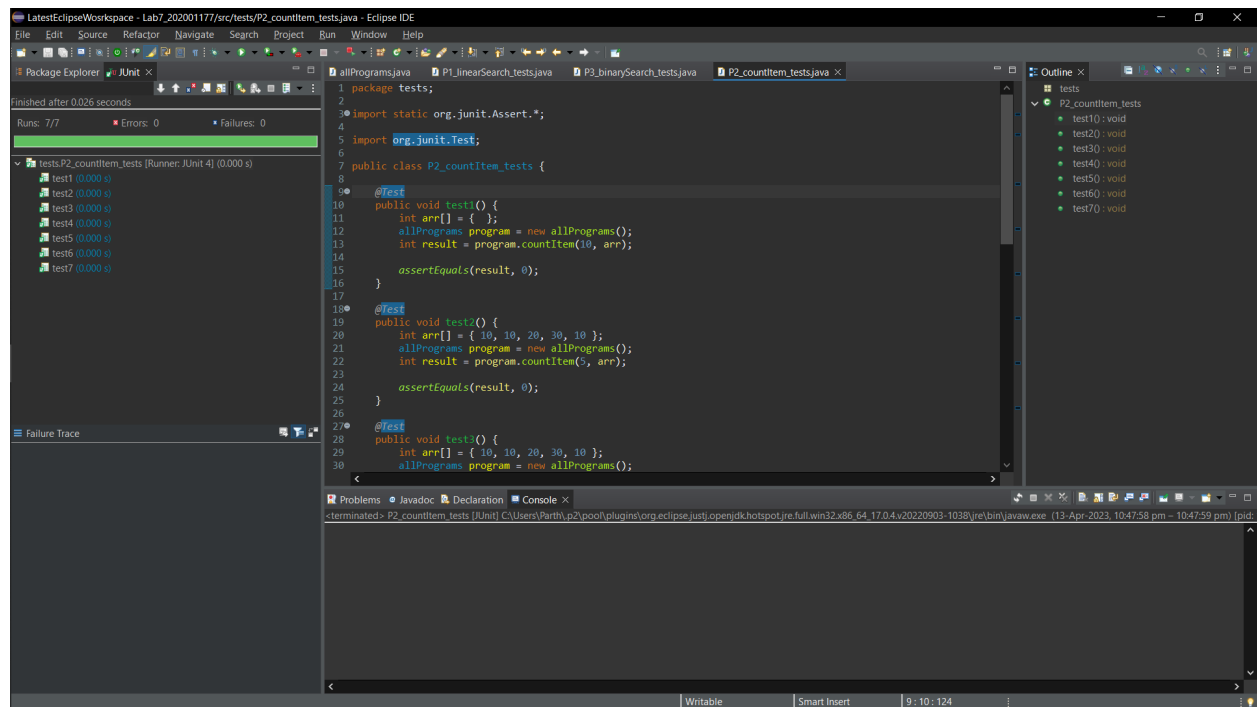 LatestEclipseWosrkspace - Lab7_202001177/src/tests/P2_countItem_tests.java - Eclipse IDE
File Edit Source Refactor Navigate Search Project Run Window Help
Package Explorer JUnit
Finished after 0.026 seconds
Runs: 7/7 Errors: 0 Failures: 0
tests.P2_countItem_tests [Runner: JUnit 4] (0.000 s)
test1 (0.000 s)
test2 (0.000 s)
test3 (0.000 s)
test4 (0.000 s)
test5 (0.000 s)
test6 (0.000 s)
test7 (0.000 s)
Failure Trace
allPrograms.java P1_linearSearch_tests.java P3_binarySearch_tests.java P2_countItem_tests.java
1 package tests;
2
3 import static org.junit.Assert.*;
4
5 import org.junit.Test;
6
7 public class P2_countItem_tests {
8
9 @Test
10 public void test1() {
11 int arr[] = { };
12 allPrograms program = new allPrograms();
13 int result = program.countItem(10, arr);
14
15 assertEquals(result, 0);
16 }
17
18 @Test
19 public void test2() {
20 int arr[] = { 10, 10, 20, 30, 10 };
21 allPrograms program = new allPrograms();
22 int result = program.countItem(5, arr);
23
24 assertEquals(result, 0);
25 }
26
27 @Test
28 public void test3() {
29 int arr[] = { 10, 10, 20, 30, 10 };
30 allPrograms program = new allPrograms();
Outline
tests
P2_countItem_tests
test1() : void
test2() : void
test3() : void
test4() : void
test5() : void
test6() : void
test7() : void
Problems Javadoc Declaration Console
<terminated> P2_countItem_tests [JUnit] C:\Users\Parth\.p2\pool\plugins\org.eclipse.justj.openjdk.hotspot.jre.full.win32.x86_64_17.0.4.v20220903-1038\jre\bin\javaw.exe (13-Apr-2023, 10:47:58 pm – 10:47:59 pm) [pid:
Writable Smart Insert 9 : 10 : 124